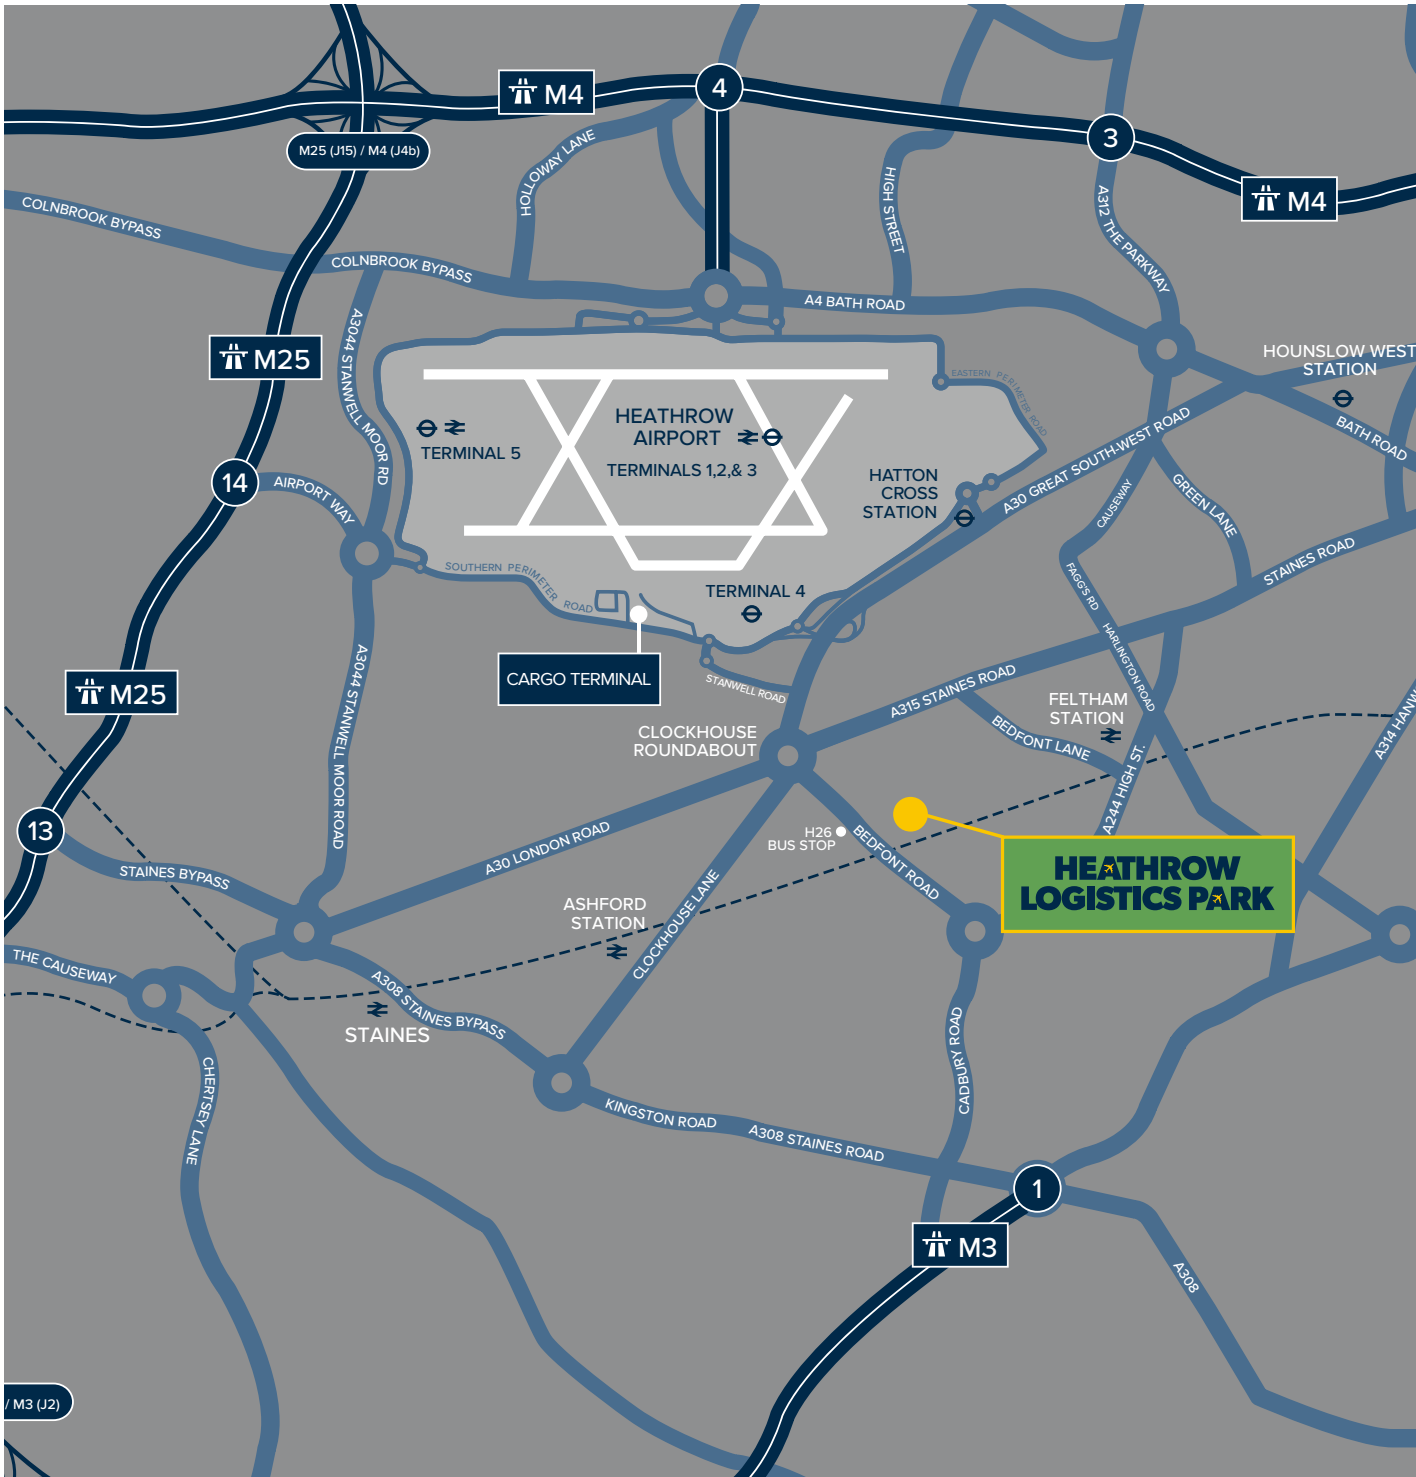 M4
4
3
M25 (J15) / M4 (J4b)
HOLLOWAY LANE
HIGH STREET
A312 THE PARKWAY
M4
COLNBROOK BYPASS
COLNBROOK BYPASS
A4 BATH ROAD
M25
A3044 STANWELL MOOR RD
HOUNSLOW WEST
STATION
EASTERN PERIMETER ROAD
HEATHROW
AIRPORT
TERMINALS 1,2,& 3
TERMINAL 5
BATH ROAD
A30 GREAT SOUTH-WEST ROAD
HATTON
CROSS
STATION
14
AIRPORT WAY
CAUSEWAY
GREEN LANE
STAINES ROAD
SOUTHERN PERIMETER ROAD
TERMINAL 4
FAGG'S RD
HARLINGTON ROAD
CARGO TERMINAL
STANWELL ROAD
A315 STAINES ROAD
M25
A3044 STANWELL MOOR ROAD
FELTHAM
STATION
BEDFONT LANE
A314 HANW
CLOCKHOUSE
ROUNDABOUT
A244 HIGH ST.
13
H26
BUS STOP
BEDFONT ROAD
A30 LONDON ROAD
HEATHROW
LOGISTICS PARK
STAINES BYPASS
ASHFORD
STATION
CLOCKHOUSE LANE
THE CAUSEWAY
A308 STAINES BYPASS
STAINES
CADBURY ROAD
CHERTSEY LANE
KINGSTON ROAD
A308 STAINES ROAD
1
M3
A308
/ M3 (J2)